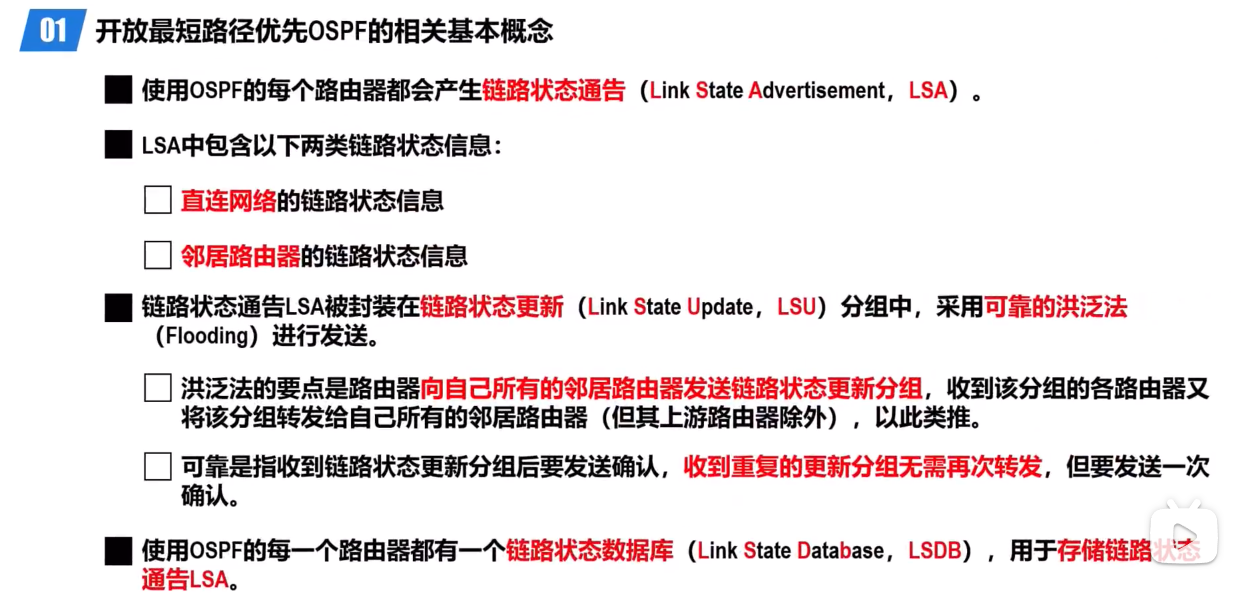 01 开放最短路径优先OSPF的相关基本概念
使用OSPF的每个路由器都会产生链路状态通告（Link State Advertisement，LSA）。
LSA中包含以下两类链路状态信息：
直连网络的链路状态信息
邻居路由器的链路状态信息
链路状态通告LSA被封装在链路状态更新（Link State Update，LSU）分组中，采用可靠的洪泛法
（Flooding）进行发送。
洪泛法的要点是路由器向自己所有的邻居路由器发送链路状态更新分组，收到该分组的各路由器又
将该分组转发给自己所有的邻居路由器（但其上游路由器除外），以此类推。
可靠是指收到链路状态更新分组后要发送确认，收到重复的更新分组无需再次转发，但要发送一次
确认。
使用OSPF的每一个路由器都有一个链路状态数据库（Link State Database，LSDB），用于存储链路状态
通告LSA。